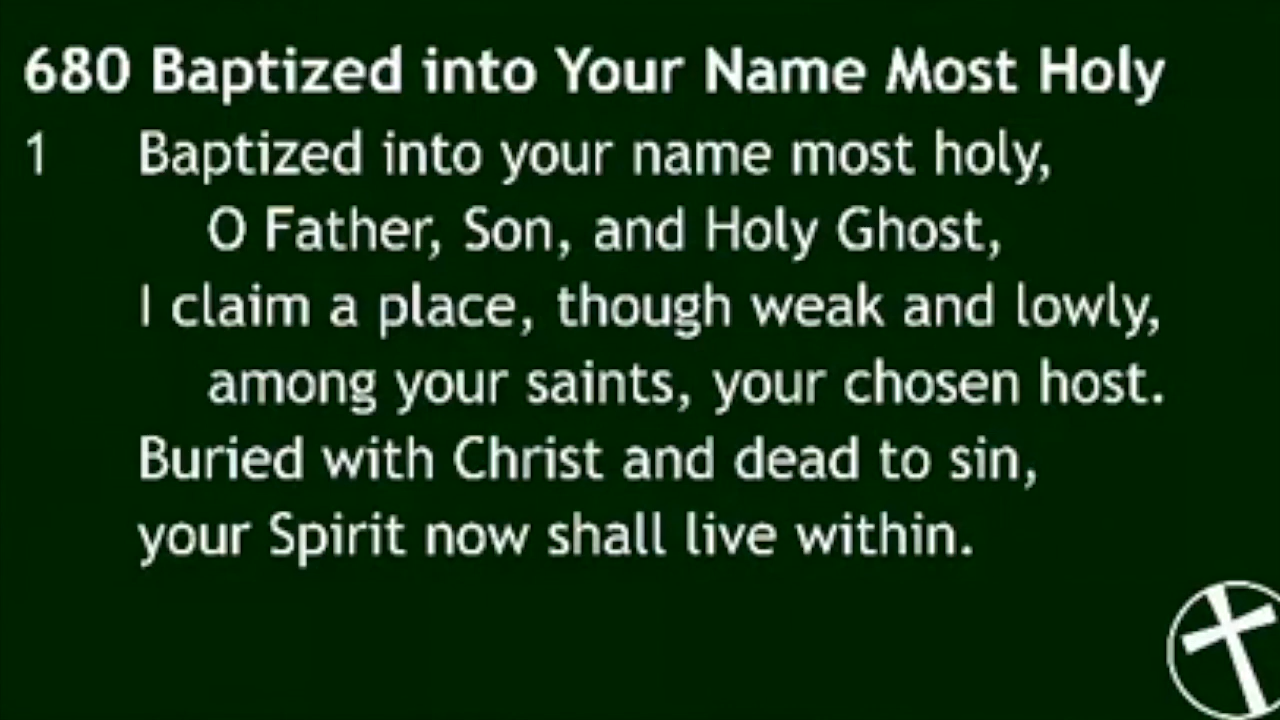 680 Baptized into Your Name Most Holy
1 Baptized into your name most holy,
O Father, Son, and Holy Ghost,
I claim a place, though weak and lowly,
among your saints, your chosen host.
Buried with Christ and dead to sin,
your Spirit now shall live within.